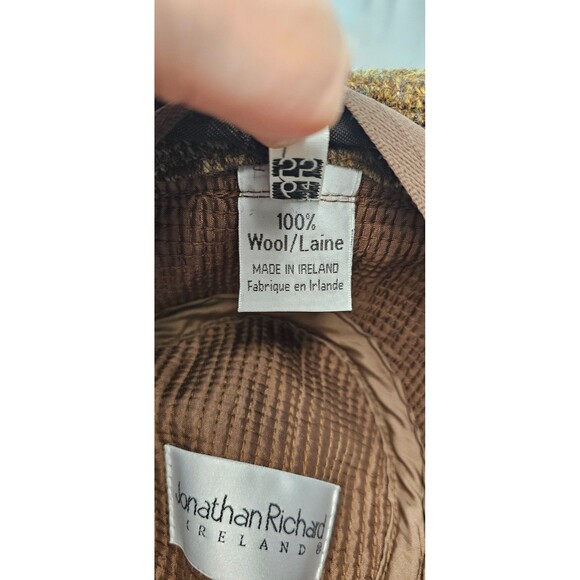 100%
Wool/Laine
MADE IN IRELAND
Fabrique en Irlande
Jonathan Richard
IRELAND